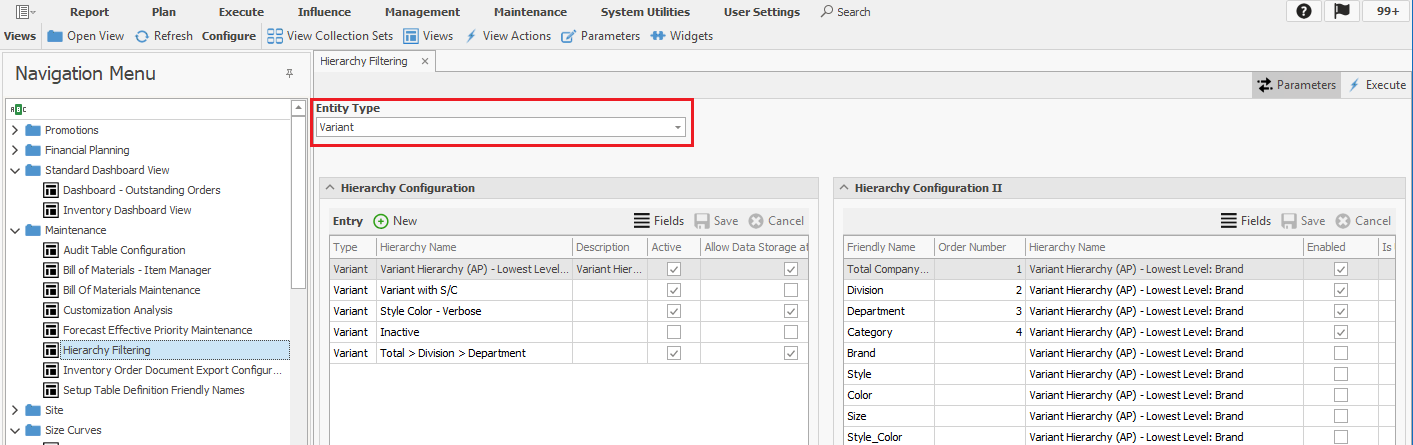 Report Plan Execute Influence Management Maintenance System Utilities User Settings Search 99+
Views Open View Refresh Configure View Collection Sets Views View Actions Parameters Widgets
Navigation Menu
Hierarchy Filtering
Parameters Execute
ABC
Promotions
Financial Planning
Standard Dashboard View
Dashboard - Outstanding Orders
Inventory Dashboard View
Maintenance
Audit Table Configuration
Bill of Materials - Item Manager
Bill Of Materials Maintenance
Customization Analysis
Forecast Effective Priority Maintenance
Hierarchy Filtering
Inventory Order Document Export Configur...
Setup Table Definition Friendly Names
Site
Size Curves
Entity Type
Variant
Hierarchy Configuration
Entry New Fields Save Cancel
Type Hierarchy Name Description Active Allow Data Storage at
Variant Variant Hierarchy (AP) - Lowest Level... Variant Hier...
Variant Variant with S/C
Variant Style Color - Verbose
Variant Inactive
Variant Total > Division > Department
Hierarchy Configuration II
Fields Save Cancel
Friendly Name Order Number Hierarchy Name Enabled Is
Total Company... 1 Variant Hierarchy (AP) - Lowest Level: Brand
Division 2 Variant Hierarchy (AP) - Lowest Level: Brand
Department 3 Variant Hierarchy (AP) - Lowest Level: Brand
Category 4 Variant Hierarchy (AP) - Lowest Level: Brand
Brand Variant Hierarchy (AP) - Lowest Level: Brand
Style Variant Hierarchy (AP) - Lowest Level: Brand
Color Variant Hierarchy (AP) - Lowest Level: Brand
Size Variant Hierarchy (AP) - Lowest Level: Brand
Style_Color Variant Hierarchy (AP) - Lowest Level: Brand